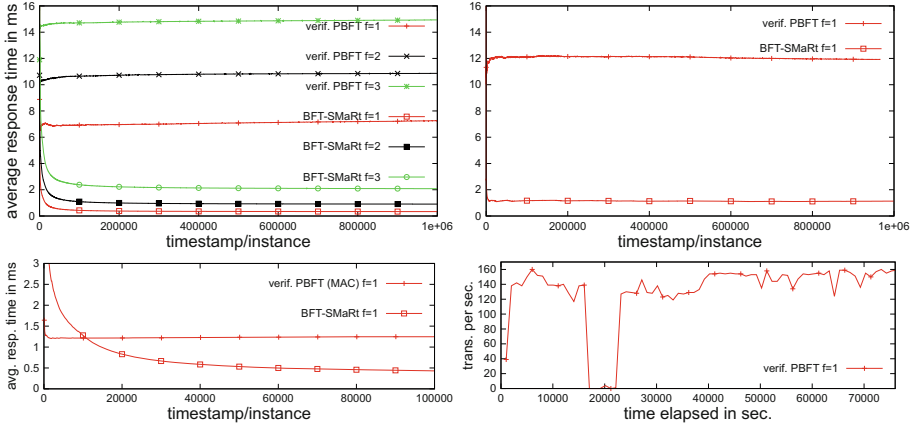 average response time in ms
16
14
12
10
8
6
4
2
0
verif. PBFT f=1
verif. PBFT f=2
verif. PBFT f=3
BFT-SMaRt f=1
BFT-SMaRt f=2
BFT-SMaRt f=3
0 200000 400000 600000 800000 1e+06
timestamp/instance
16
14
12
10
8
6
4
2
0
verif. PBFT f=1
BFT-SMaRt f=1
0 200000 400000 600000 800000 1e+06
timestamp/instance
avg. resp. time in ms
3
2.5
2
1.5
1
0.5
0
verif. PBFT (MAC) f=1
BFT-SMaRt f=1
0 20000 40000 60000 80000 100000
timestamp/instance
trans. per sec.
160
140
120
100
80
60
40
20
0
verif. PBFT f=1
0 10000 20000 30000 40000 50000 60000 70000
time elapsed in sec.